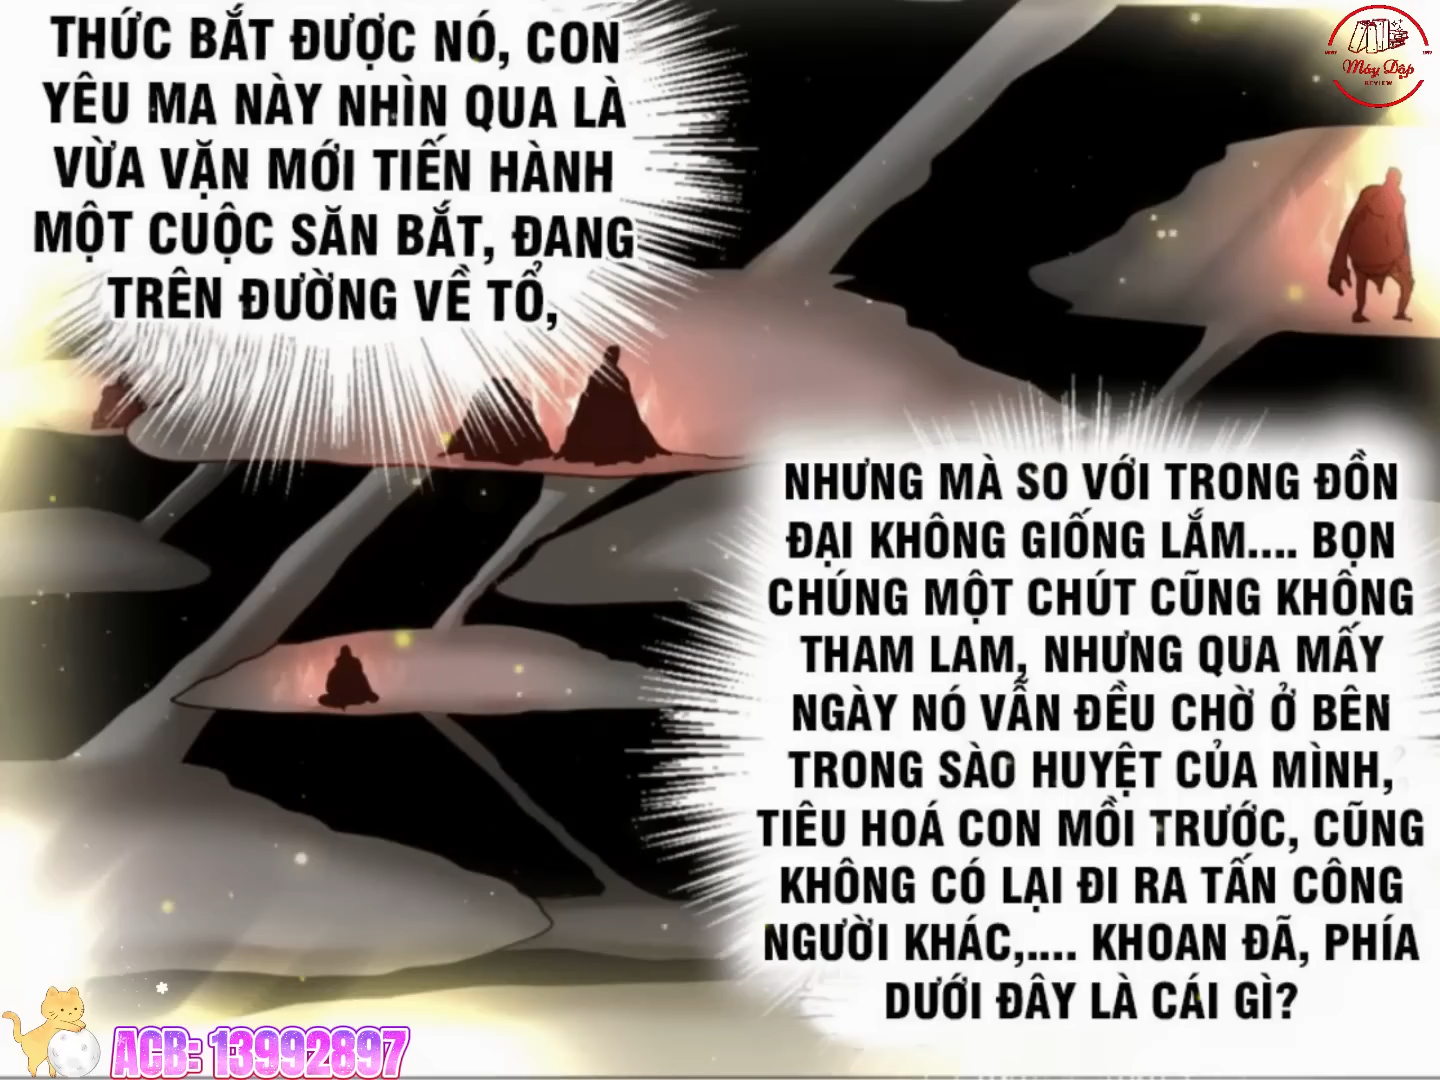 THỨC BẮT ĐƯỢC NÓ, CON
YÊU MA NÀY NHÌN QUA LÀ
VỪA VẶN MỚI TIẾN HÀNH
MỘT CUỘC SĂN BẮT, ĐANG
TRÊN ĐƯỜNG VỀ TỔ,
Máy Dập
REVIEW
NHƯNG MÀ SO VỚI TRONG ĐỒN
ĐẠI KHÔNG GIỐNG LẮM.... BỌN
CHÚNG MỘT CHÚT CŨNG KHÔNG
THAM LAM, NHƯNG QUA MẤY
NGÀY NÓ VẪN ĐỀU CHỜ Ở BÊN
TRONG SÀO HUYỆT CỦA MÌNH,
TIÊU HOÁ CON MỒI TRƯỚC, CŨNG
KHÔNG CÓ LẠI ĐI RA TẤN CÔNG
NGƯỜI KHÁC,.... KHOAN ĐÃ, PHÍA
DƯỚI ĐÂY LÀ CÁI GÌ?
ACB: 13992897